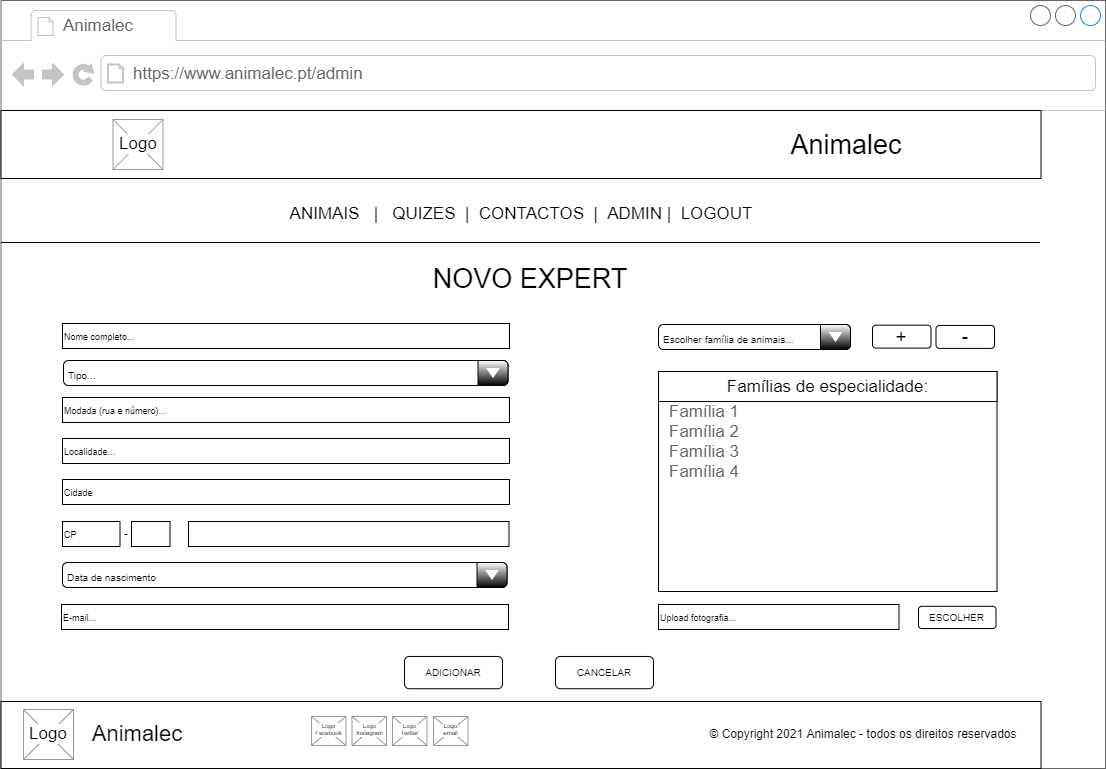 Animalec
https://www.animalec.pt/admin
Logo
Animalec
ANIMAIS | QUIZES | CONTACTOS | ADMIN | LOGOUT
NOVO EXPERT
Nome completo...
Tipo...
Modada (rua e número)...
Localidade...
Cidade
CP -
Data de nascimento
E-mail...
Escolher família de animais...
+ -
Famílias de especialidade:
Família 1
Família 2
Família 3
Família 4
Upload fotografia...
ESCOLHER
ADICIONAR
CANCELAR
Logo
Animalec
Logo
Facebook
Logo
Instagram
Logo
Twitter
Logo
email
© Copyright 2021 Animalec - todos os direitos reservados